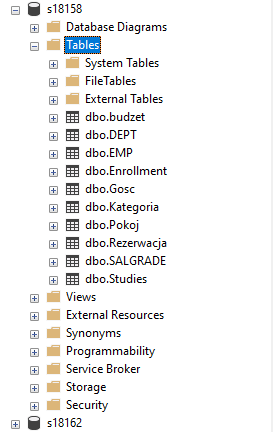 s18158
Database Diagrams
Tables
System Tables
FileTables
External Tables
dbo.budzet
dbo.DEPT
dbo.EMP
dbo.Enrollment
dbo.Gosc
dbo.Kategoria
dbo.Pokoj
dbo.Rezerwacja
dbo.SALGRADE
dbo.Studies
Views
External Resources
Synonyms
Programmability
Service Broker
Storage
Security
s18162